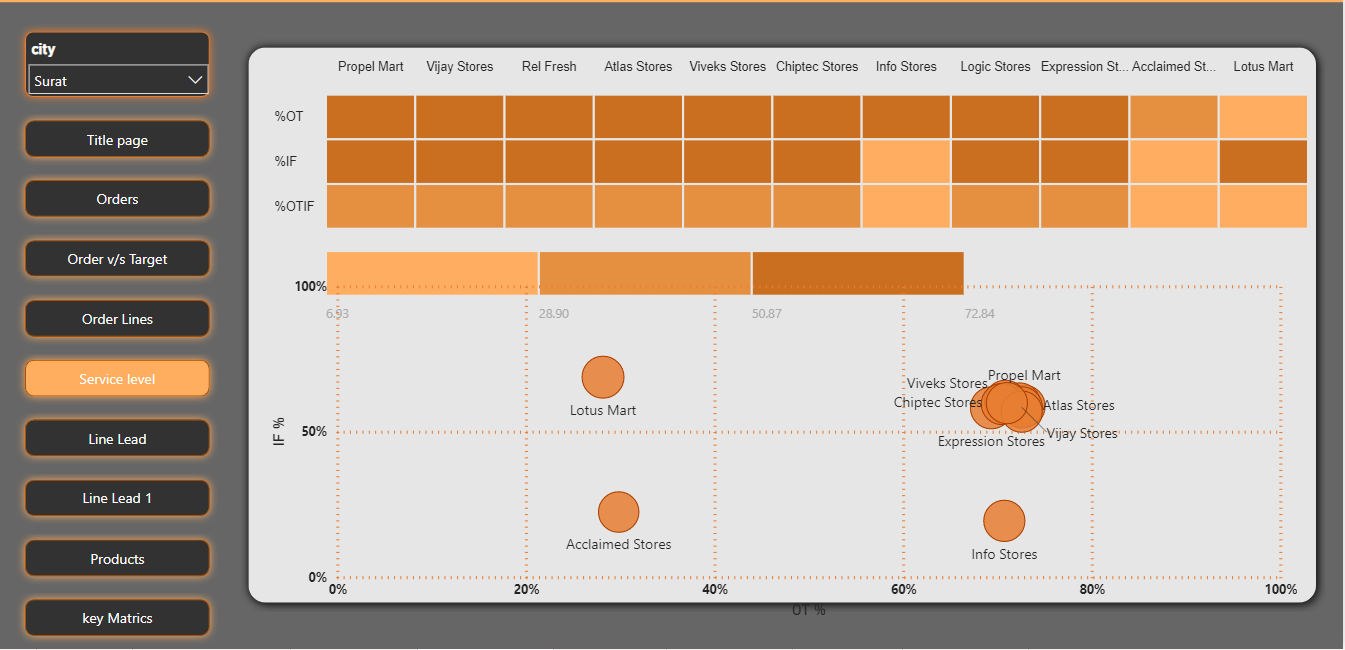 city
Surat
Title page
Orders
Order v/s Target
Order Lines
Service level
Line Lead
Line Lead 1
Products
key Matrics
Propel Mart Vijay Stores Rel Fresh Atlas Stores Viveks Stores Chiptec Stores Info Stores Logic Stores Expression St... Acclaimed St... Lotus Mart
%OT
%IF
%OTIF
100%
6.93 28.90 50.87 72.84
Propel Mart
Viveks Stores
Chiptec Stores
Atlas Stores
Lotus Mart
Vijay Stores
Expression Stores
50%
IF %
Acclaimed Stores
Info Stores
0%
0% 20% 40% 60% 80% 100%
OT %